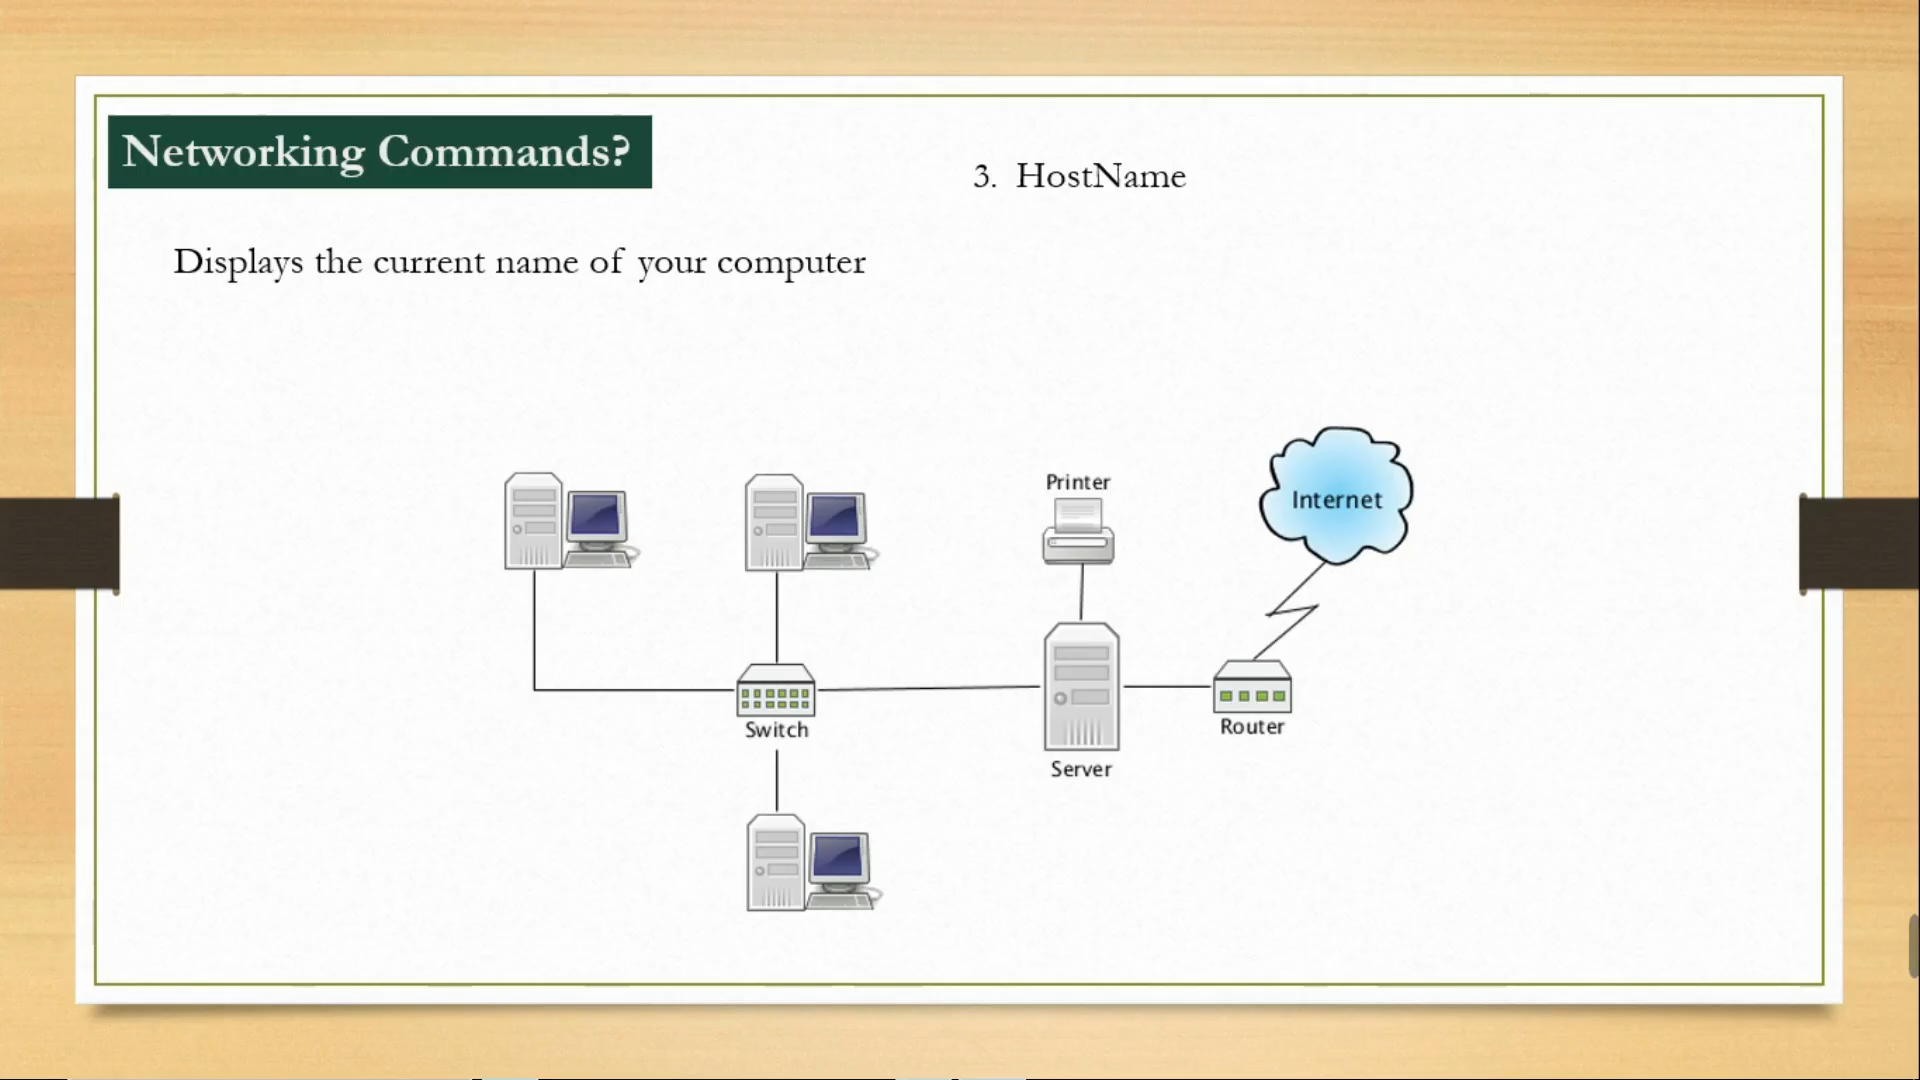 Networking Commands?
3. HostName
Displays the current name of your computer
Printer
Internet
Switch
Router
Server